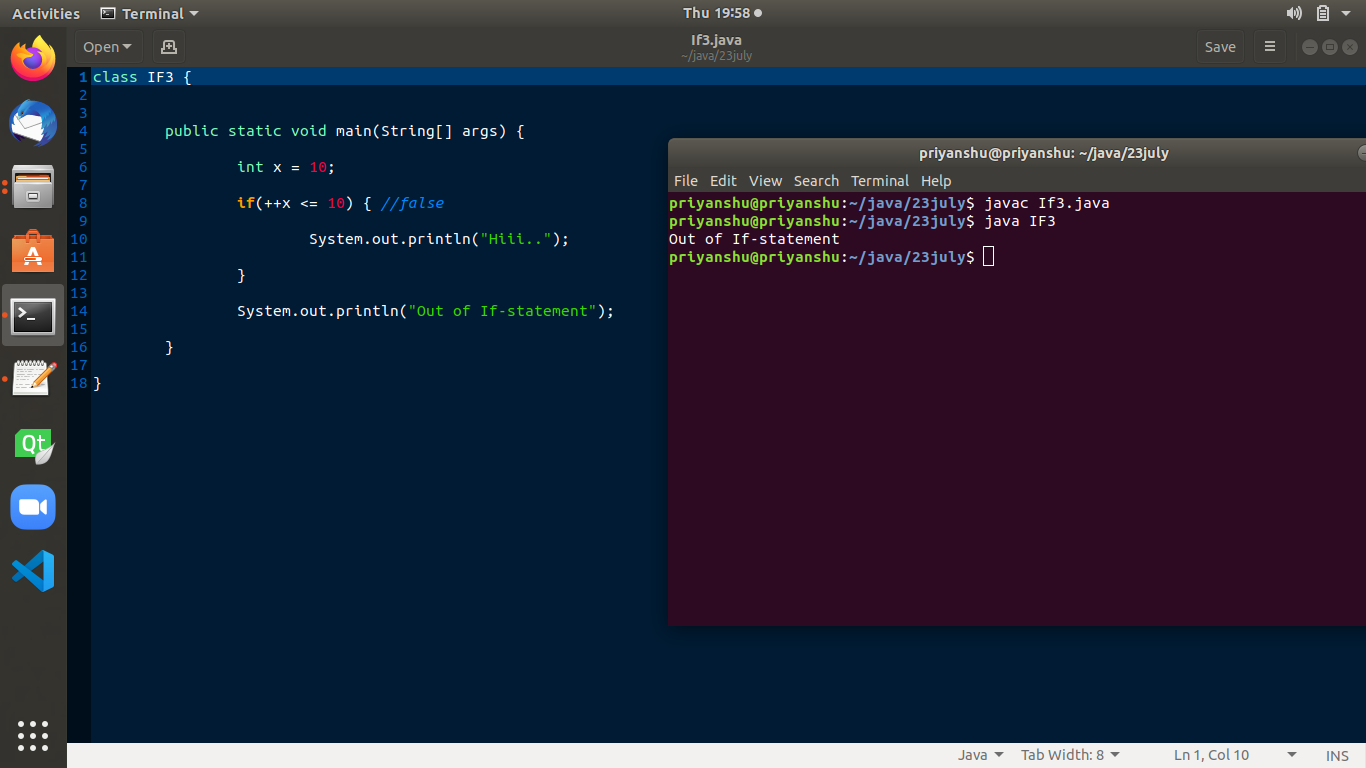 Activities Terminal Thu 19:58
Open If3.java Save
~/java/23july
1 class IF3 {
2
3
4 public static void main(String[] args) {
5
6 int x = 10;
7
8 if(++x <= 10) { //false
9
10 System.out.println("Hiii..");
11
12 }
13
14 System.out.println("Out of If-statement");
15
16 }
17
18 }
priyanshu@priyanshu: ~/java/23july
File Edit View Search Terminal Help
priyanshu@priyanshu:~/java/23july$ javac If3.java
priyanshu@priyanshu:~/java/23july$ java IF3
Out of If-statement
priyanshu@priyanshu:~/java/23july$
Qt
Java Tab Width: 8 Ln 1, Col 10 INS